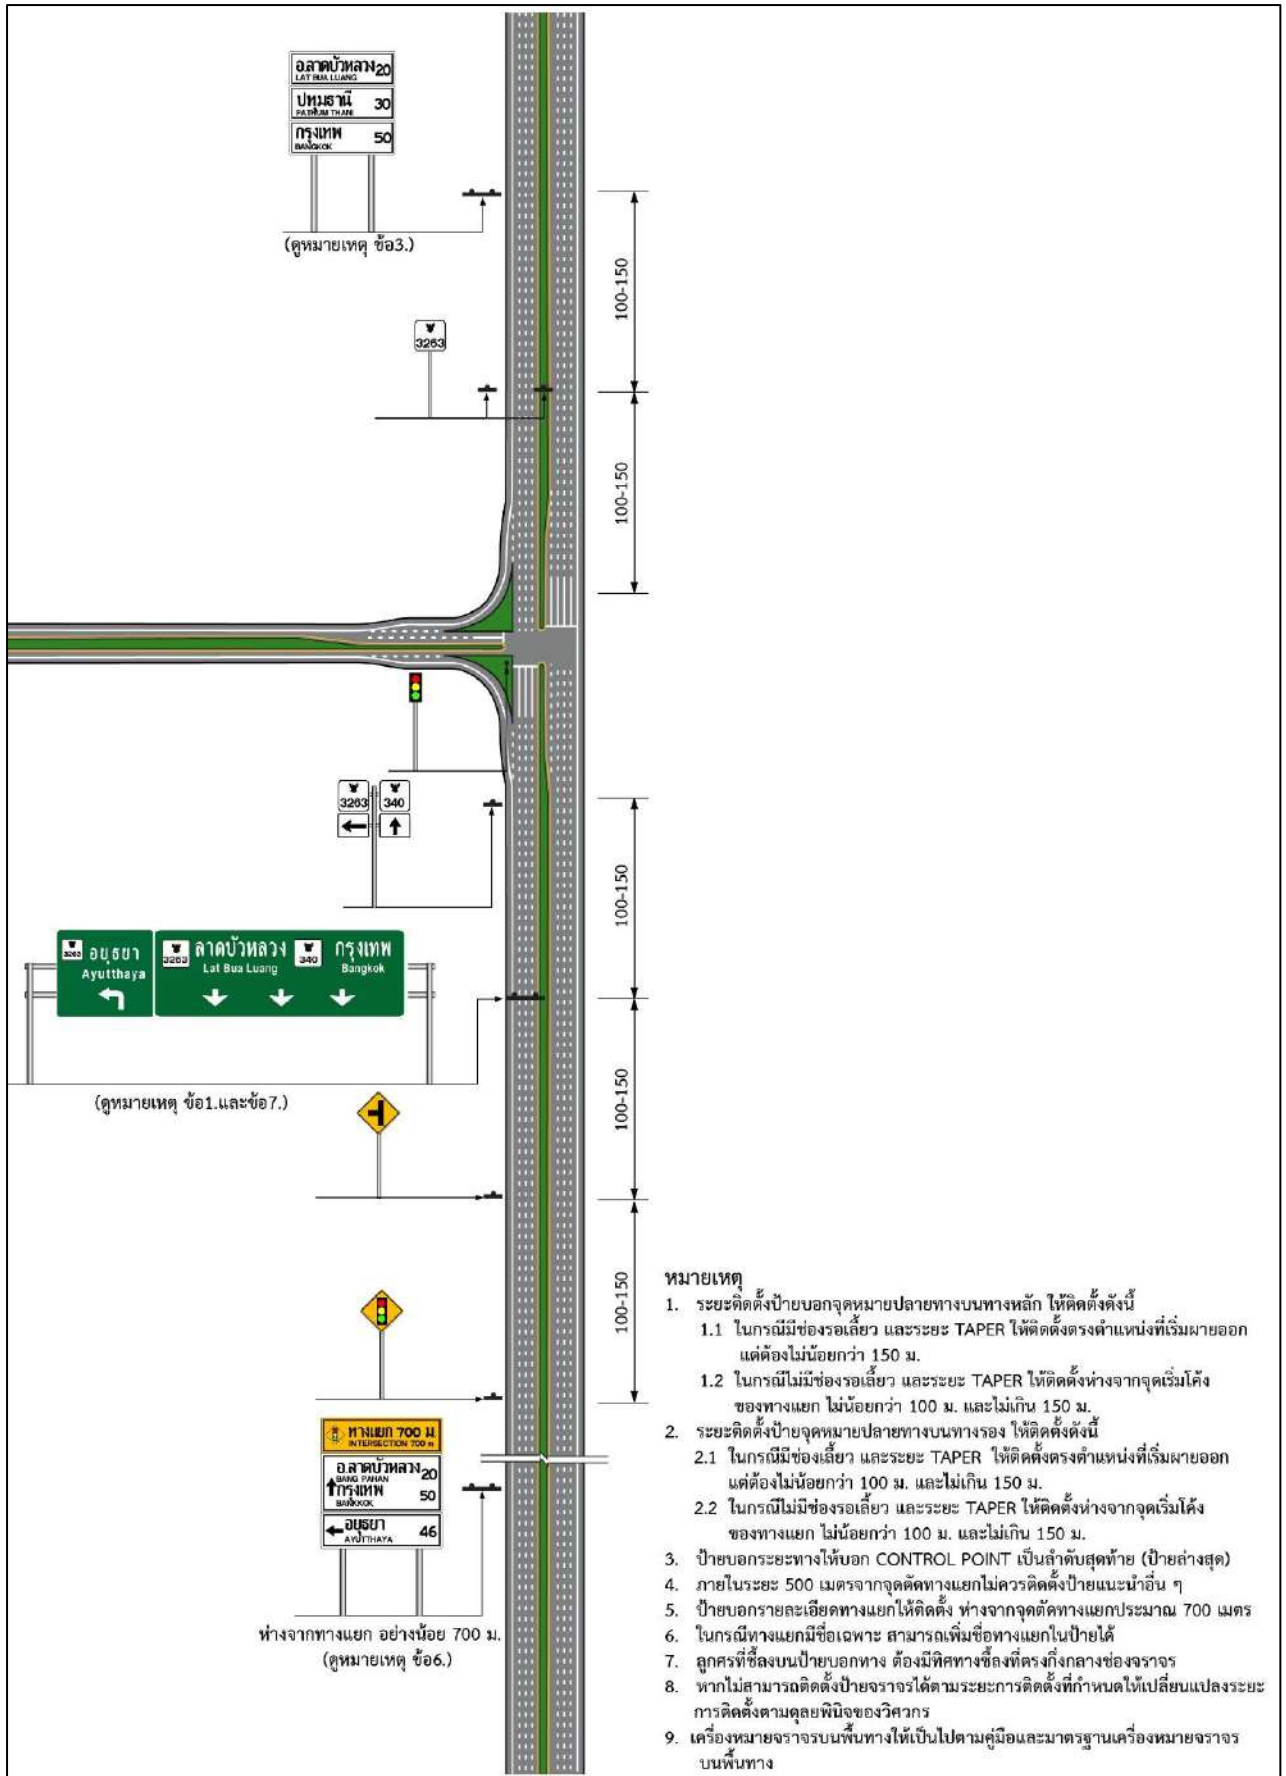 อ.ลาดบัวหลวง 20
LAT BUA LUANG
ปทุมธานี 30
PATHUM THANI
กรุงเทพ 50
BANGKOK
(ดูหมายเหตุ ข้อ3.)
100-150
3263
100-150
3263 340
100-150
3263 อยุธยา
Ayutthaya
3263 ลาดบัวหลวง 340 กรุงเทพ
Lat Bua Luang Bangkok
(ดูหมายเหตุ ข้อ1.และข้อ7.)
100-150
100-150
ทางแยก 700 ม.
INTERSECTION 700 m
อ.ลาดบัวหลวง 20
BANG PAHAN
กรุงเทพ 50
BANKKOK
อยุธยา 46
AYUTTHAYA
ห่างจากทางแยก อย่างน้อย 700 ม.
(ดูหมายเหตุ ข้อ6.)
หมายเหตุ
1. ระยะติดตั้งป้ายบอกจุดหมายปลายทางบนทางหลัก ให้ติดตั้งดังนี้
1.1 ในกรณีมีช่องรอเลี้ยว และระยะ TAPER ให้ติดตั้งตรงตำแหน่งที่เริ่มผายออก
แต่ต้องไม่น้อยกว่า 150 ม.
1.2 ในกรณีไม่มีช่องรอเลี้ยว และระยะ TAPER ให้ติดตั้งห่างจากจุดเริ่มโค้ง
ของทางแยก ไม่น้อยกว่า 100 ม. และไม่เกิน 150 ม.
2. ระยะติดตั้งป้ายจุดหมายปลายทางบนทางรอง ให้ติดตั้งดังนี้
2.1 ในกรณีมีช่องเลี้ยว และระยะ TAPER ให้ติดตั้งตรงตำแหน่งที่เริ่มผายออก
แต่ต้องไม่น้อยกว่า 100 ม. และไม่เกิน 150 ม.
2.2 ในกรณีไม่มีช่องรอเลี้ยว และระยะ TAPER ให้ติดตั้งห่างจากจุดเริ่มโค้ง
ของทางแยก ไม่น้อยกว่า 100 ม. และไม่เกิน 150 ม.
3. ป้ายบอกระยะทางให้บอก CONTROL POINT เป็นลำดับสุดท้าย (ป้ายล่างสุด)
4. ภายในระยะ 500 เมตรจากจุดตัดทางแยกไม่ควรติดตั้งป้ายแนะนำอื่น ๆ
5. ป้ายบอกรายละเอียดทางแยกให้ติดตั้ง ห่างจากจุดตัดทางแยกประมาณ 700 เมตร
6. ในกรณีทางแยกมีชื่อเฉพาะ สามารถเพิ่มชื่อทางแยกในป้ายได้
7. ลูกศรที่ชี้ลงบนป้ายบอกทาง ต้องมีทิศทางชี้ลงที่ตรงกึ่งกลางช่องจราจร
8. หากไม่สามารถติดตั้งป้ายจราจรได้ตามระยะการติดตั้งที่กำหนดให้เปลี่ยนแปลงระยะ
การติดตั้งตามดุลยพินิจของวิศวกร
9. เครื่องหมายจราจรบนพื้นทางให้เป็นไปตามคู่มือและมาตรฐานเครื่องหมายจราจร
บนพื้นทาง